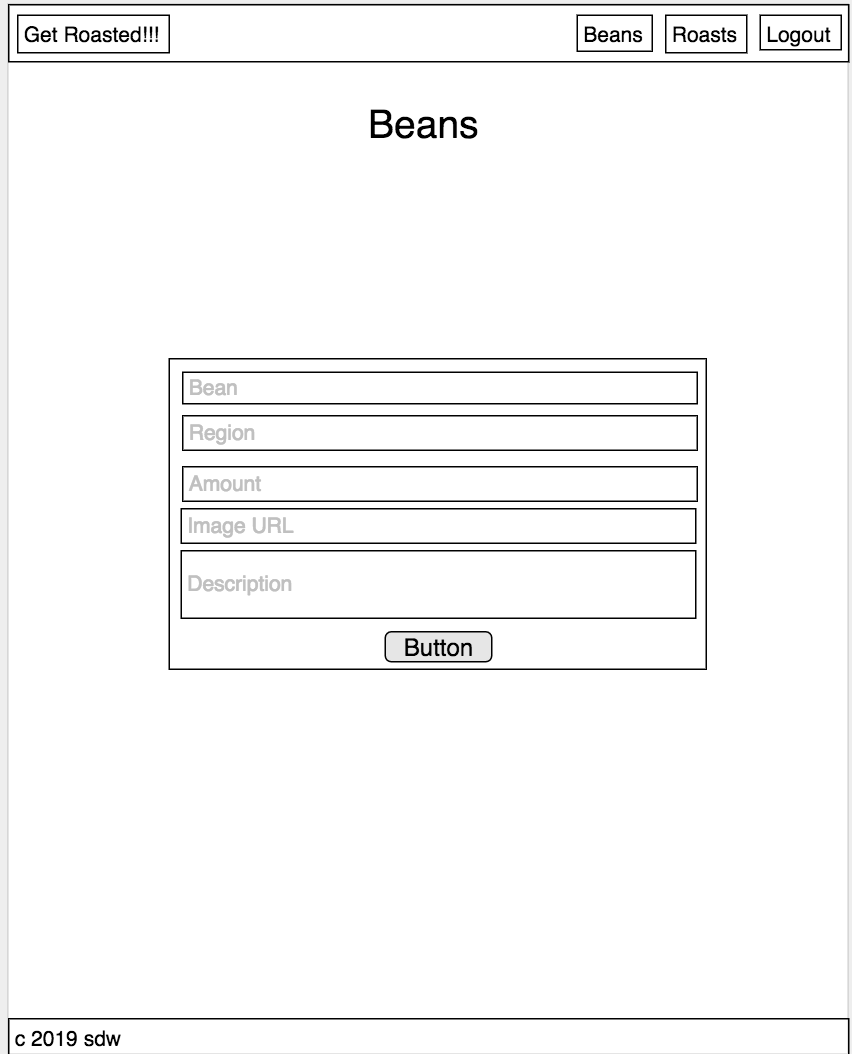 Get Roasted!!! Beans Roasts Logout
Beans
Bean
Region
Amount
Image URL
Description
Button
c 2019 sdw